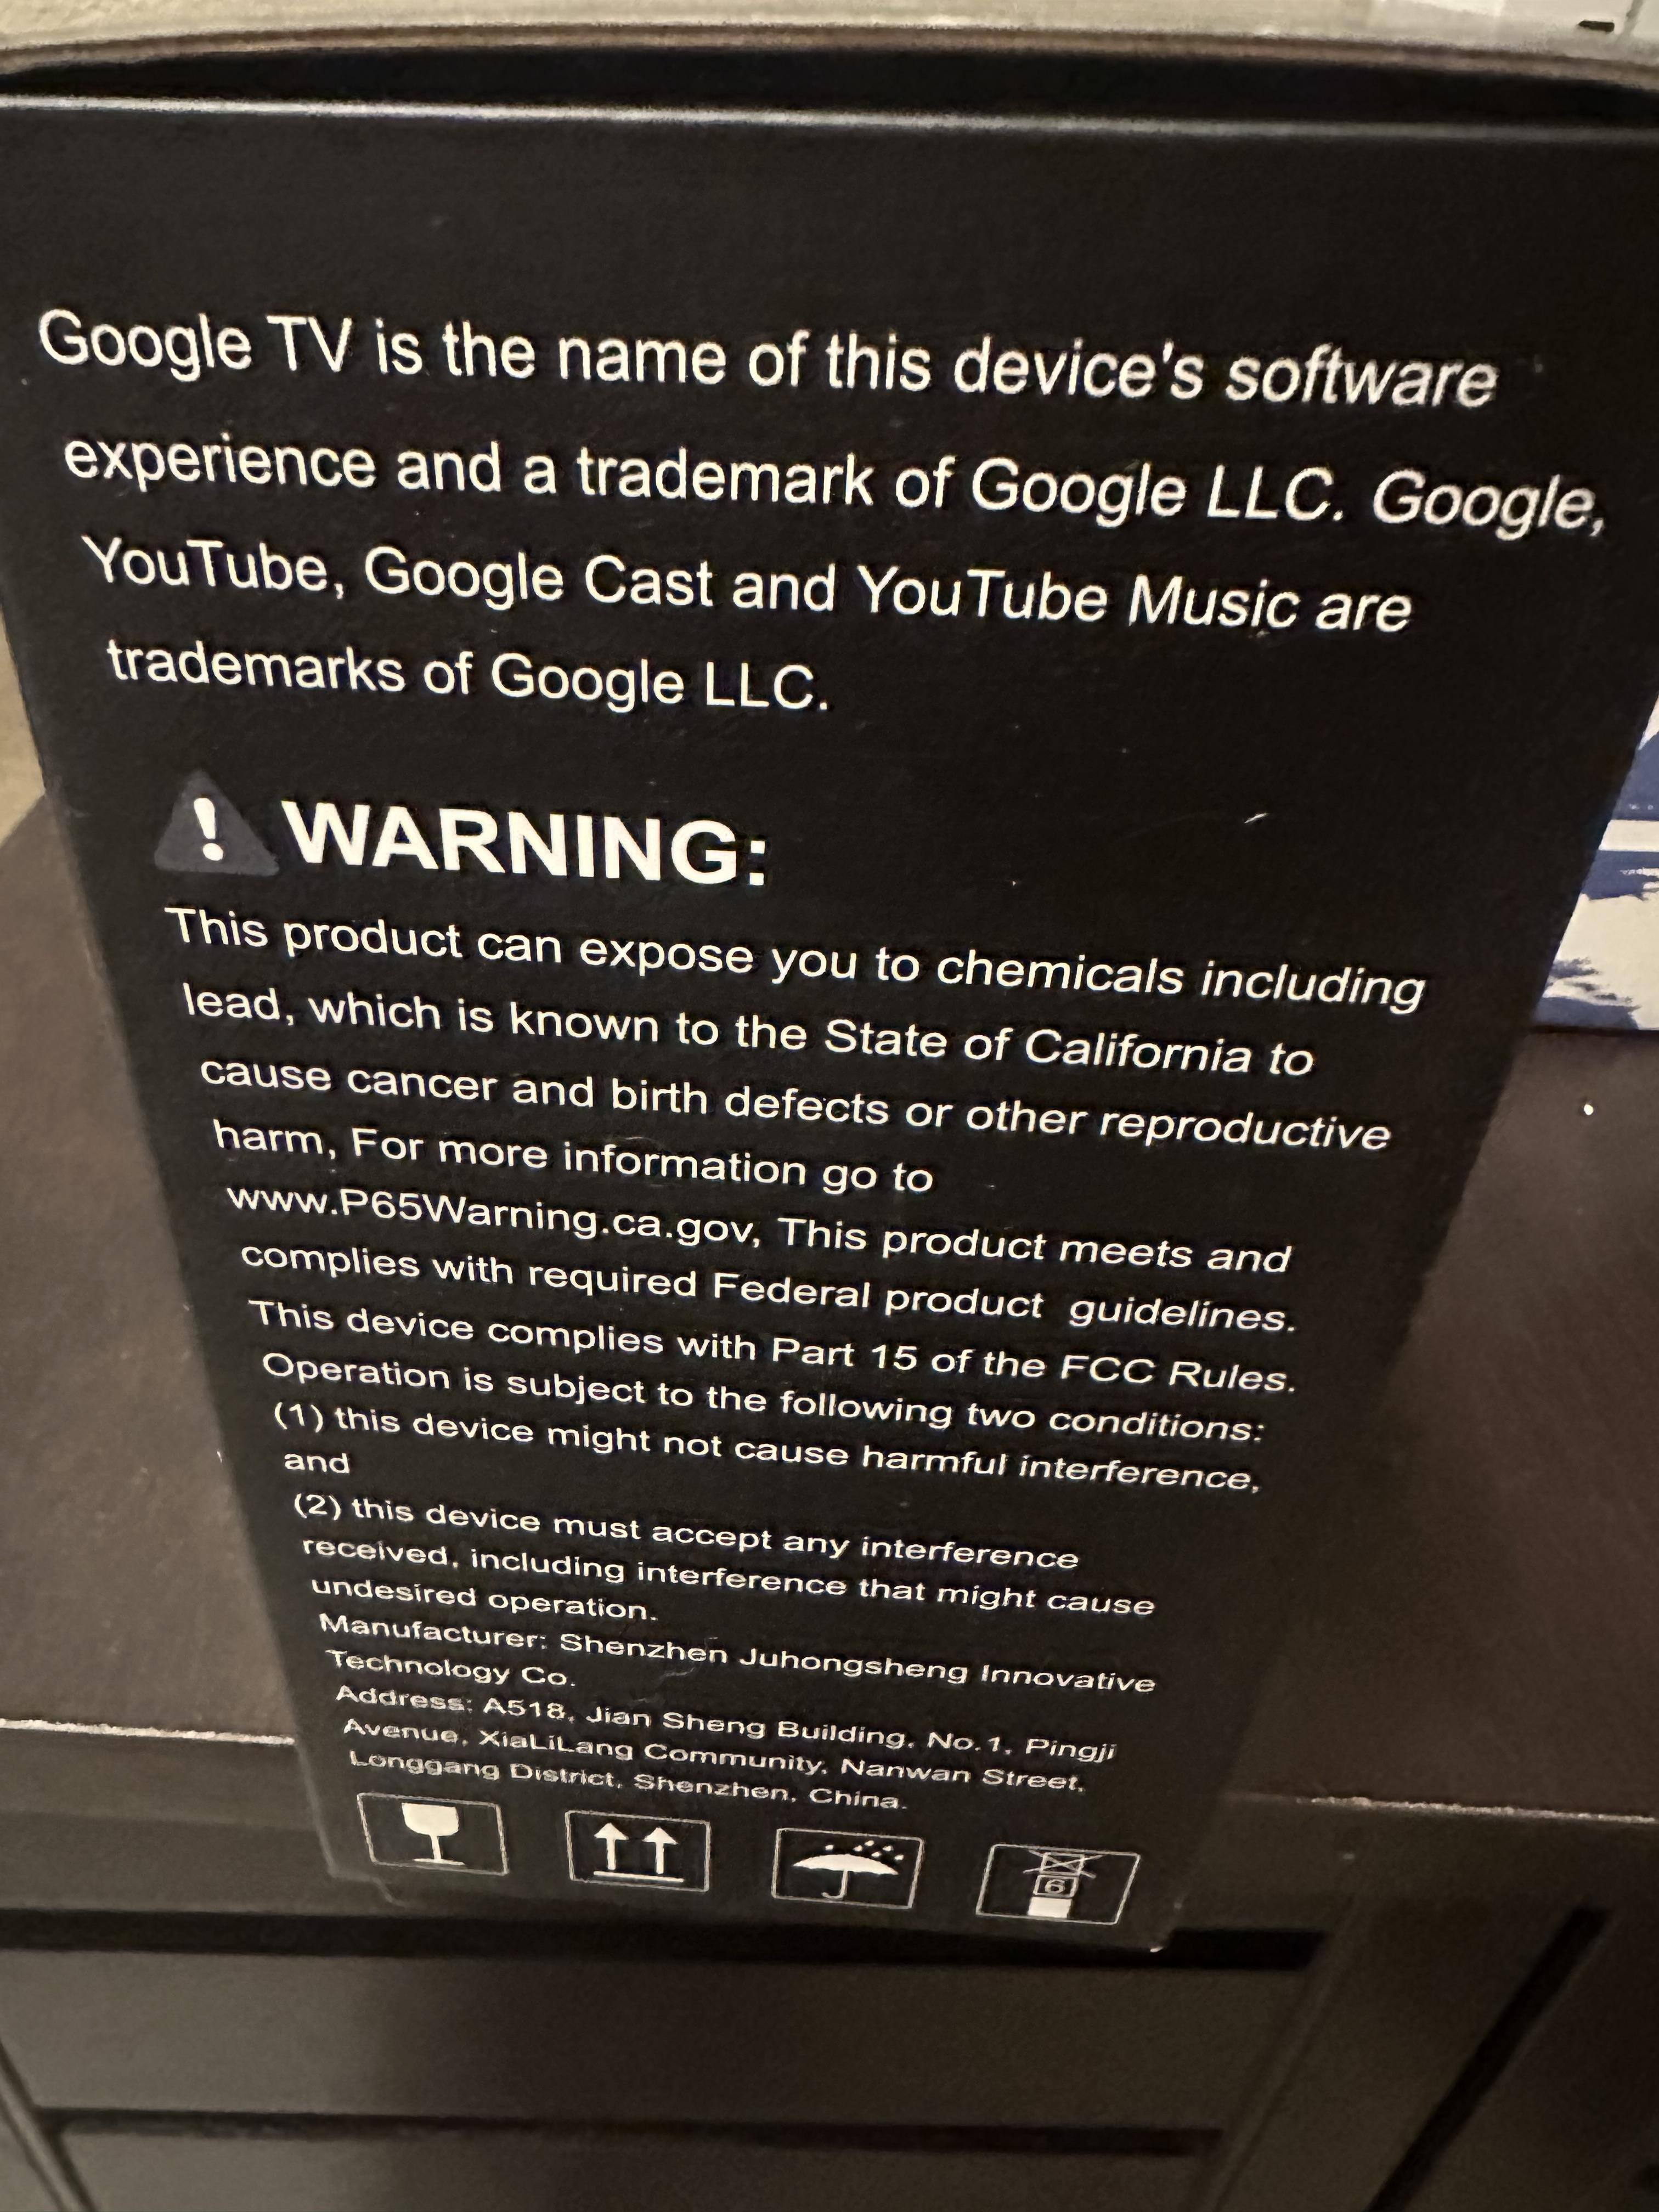 Google TV is the name of this device's software
experience and a trademark of Google LLC. Google,
YouTube, Google Cast and YouTube Music are
trademarks of Google LLC.
! WARNING:
This product can expose you to chemicals including
lead, which is known to the State of California to
cause cancer and birth defects or other reproductive
harm, For more information go to
www.P65Warning.ca.gov, This product meets and
complies with required Federal product guidelines.
This device complies with Part 15 of the FCC Rules.
Operation is subject to the following two conditions:
(1) this device might not cause harmful interference,
and
(2) this device must accept any interference
received, including interference that might cause
undesired operation.
Manufacturer: Shenzhen Juhongsheng Innovative
Technology Co.
Address: A518, Jian Sheng Building, No.1, Pingji
Avenue, XiaLiLang Community, Nanwan Street,
Longgang District, Shenzhen, China.
6